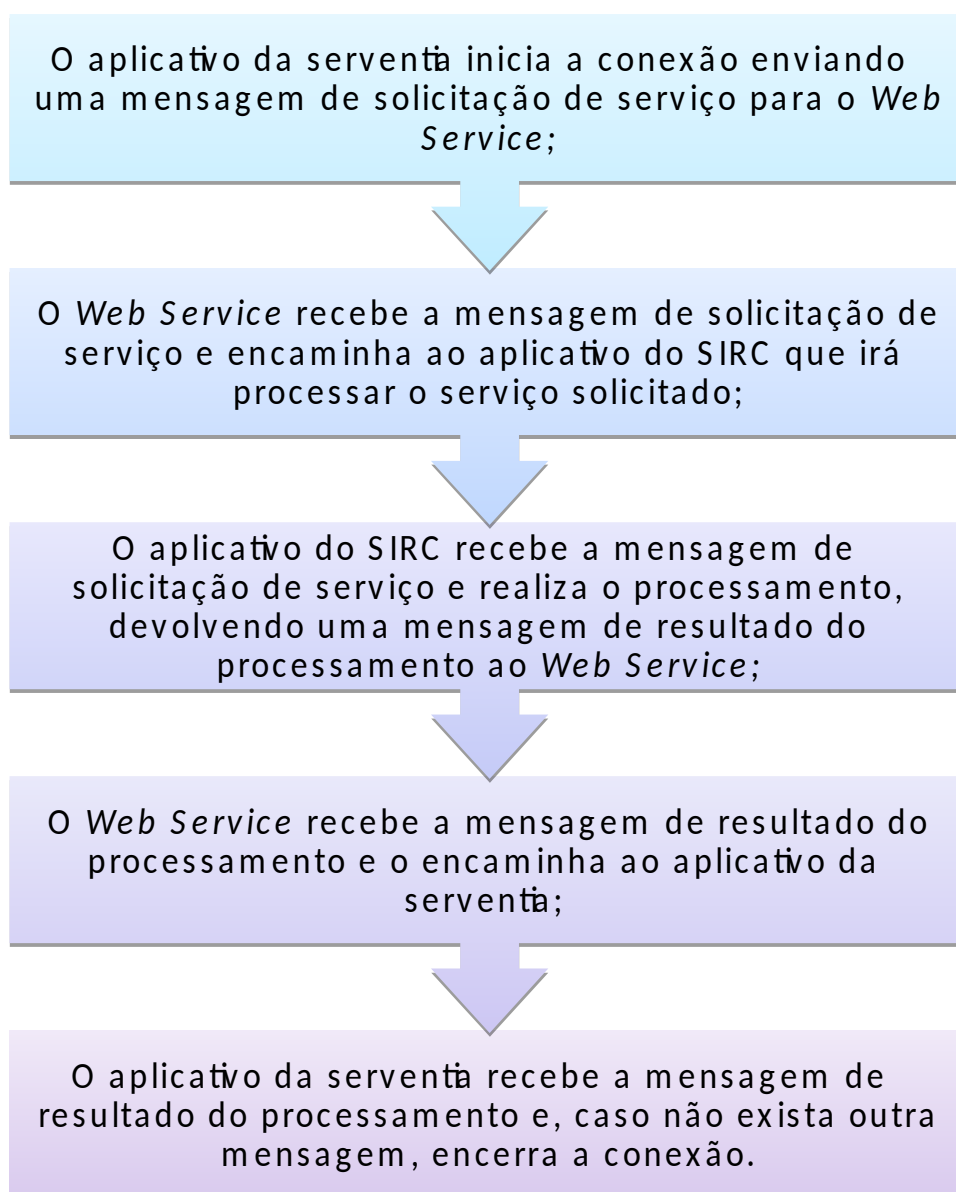 O aplicativo da serventia inicia a conexão enviando
uma mensagem de solicitação de serviço para o Web
Service;
O Web Service recebe a mensagem de solicitação de
serviço e encaminha ao aplicativo do SIRC que irá
processar o serviço solicitado;
O aplicativo do SIRC recebe a mensagem de
solicitação de serviço e realiza o processamento,
devolvendo uma mensagem de resultado do
processamento ao Web Service;
O Web Service recebe a mensagem de resultado do
processamento e o encaminha ao aplicativo da
serventia;
O aplicativo da serventia recebe a mensagem de
resultado do processamento e, caso não exista outra
mensagem, encerra a conexão.